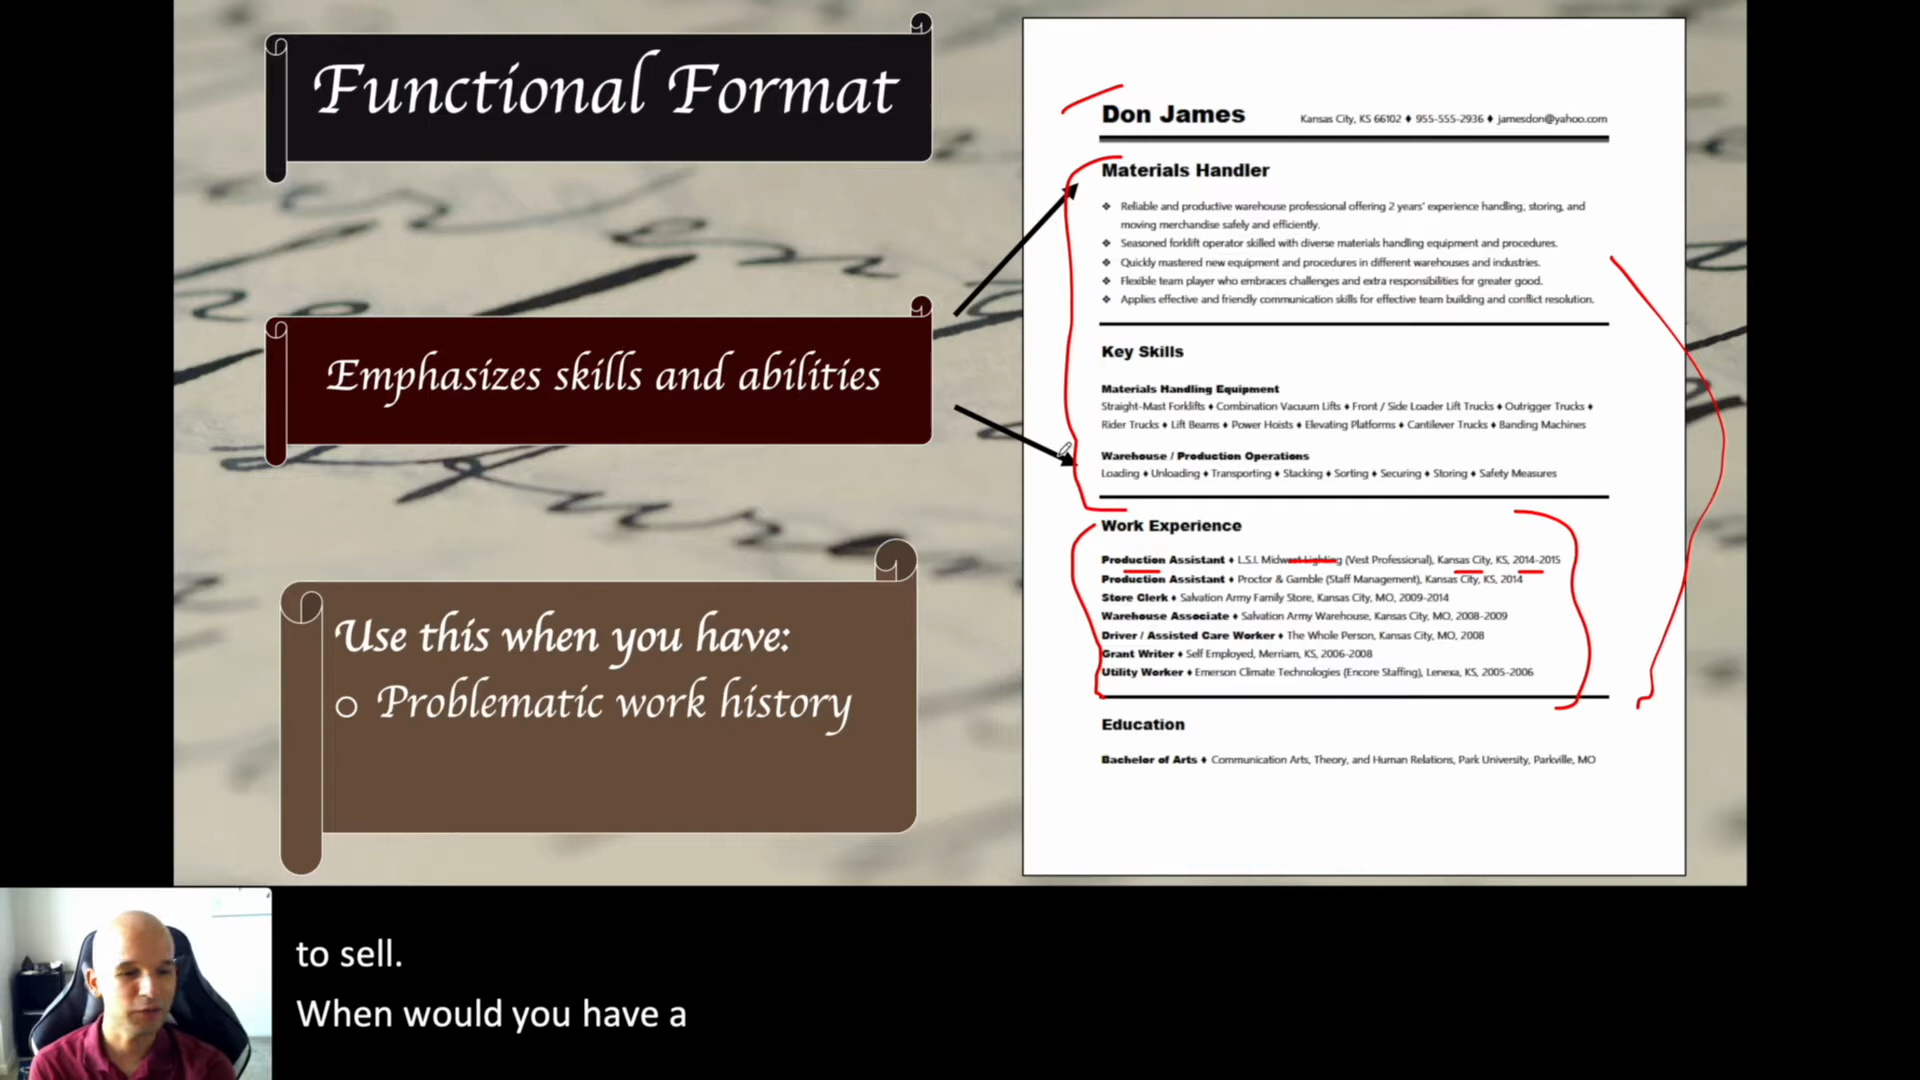 Functional Format
Emphasizes skills and abilities
Use this when you have:
o Problematic work history
Don James
Kansas City, KS 66102 ♦ 955-555-2936 ♦ jamesdon@yahoo.com
Materials Handler
❖ Reliable and productive warehouse professional offering 2 years' experience handling, storing, and
moving merchandise safely and efficiently.
❖ Seasoned forklift operator skilled with diverse materials handling equipment and procedures.
❖ Quickly mastered new equipment and procedures in different warehouses and industries.
❖ Flexible team player who embraces challenges and extra responsibilities for greater good.
❖ Applies effective and friendly communication skills for effective team building and conflict resolution.
Key Skills
Materials Handling Equipment
Straight-Mast Forklifts ♦ Combination Vacuum Lifts ♦ Front / Side Loader Lift Trucks ♦ Outrigger Trucks ♦
Rider Trucks ♦ Lift Beams ♦ Power Hoists ♦ Elevating Platforms ♦ Cantilever Trucks ♦ Banding Machines
Warehouse / Production Operations
Loading ♦ Unloading ♦ Transporting ♦ Stacking ♦ Sorting ♦ Securing ♦ Storing ♦ Safety Measures
Work Experience
Production Assistant ♦ L.S.I. Midwest Lighting (Vest Professional), Kansas City, KS, 2014-2015
Production Assistant ♦ Proctor & Gamble (Staff Management), Kansas City, KS, 2014
Store Clerk ♦ Salvation Army Family Store, Kansas City, MO, 2009-2014
Warehouse Associate ♦ Salvation Army Warehouse, Kansas City, MO, 2008-2009
Driver / Assisted Care Worker ♦ The Whole Person, Kansas City, MO, 2008
Grant Writer ♦ Self Employed, Merriam, KS, 2006-2008
Utility Worker ♦ Emerson Climate Technologies (Encore Staffing), Lenexa, KS, 2005-2006
Education
Bachelor of Arts ♦ Communication Arts, Theory, and Human Relations, Park University, Parkville, MO
to sell.
When would you have a